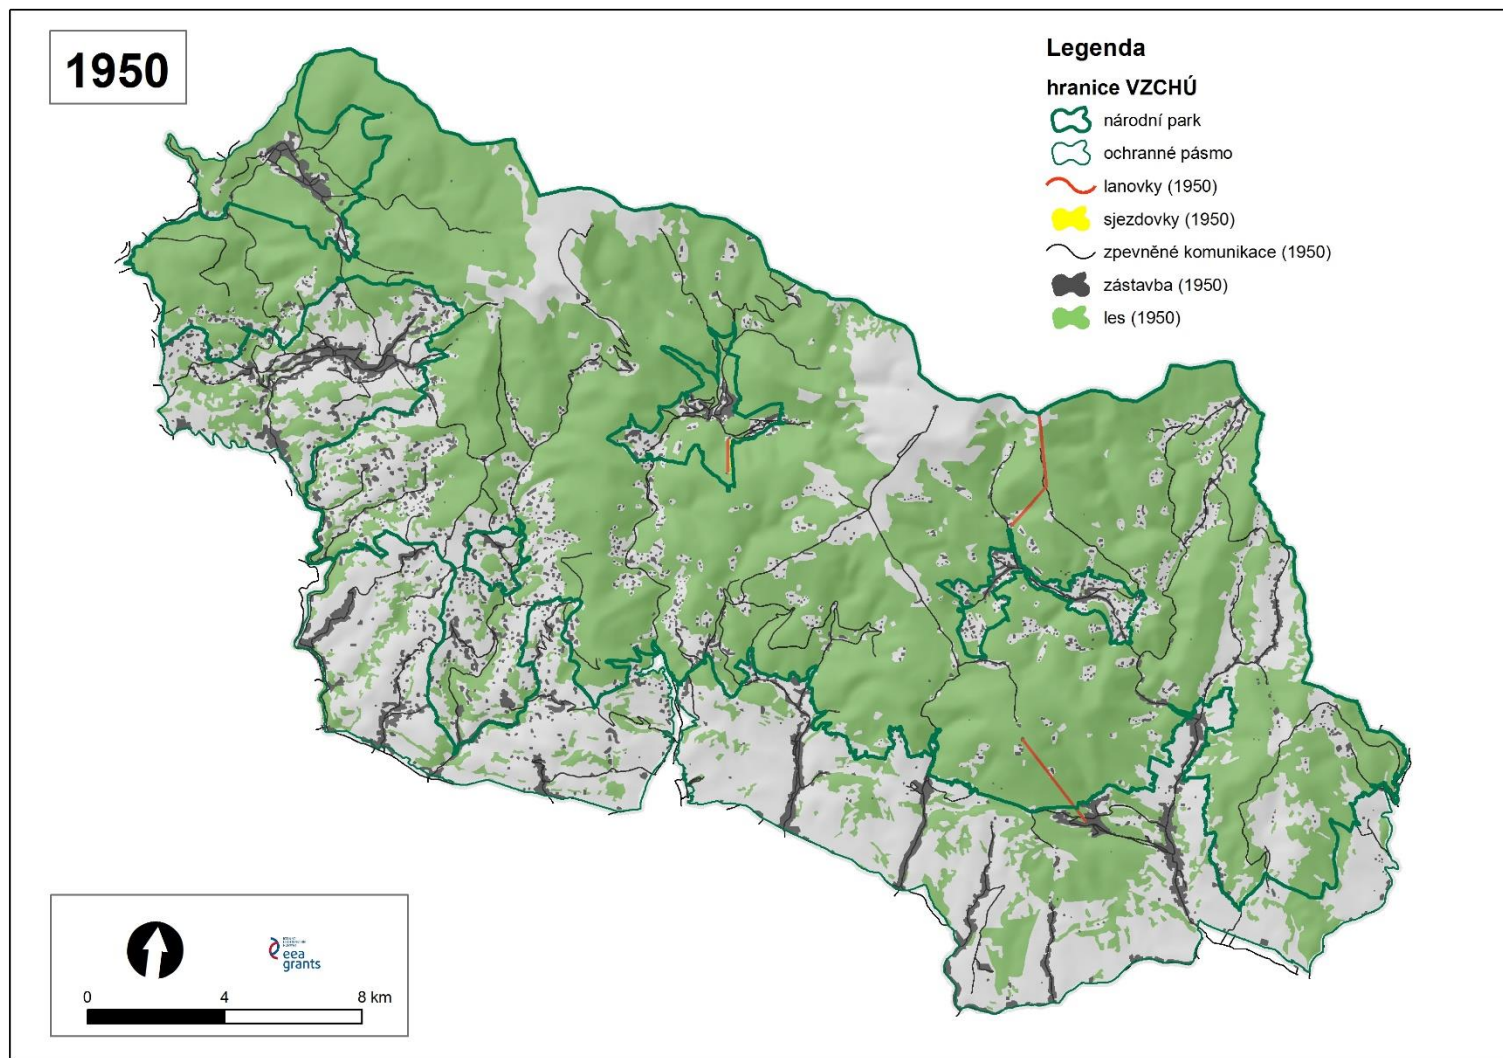 1950
Legenda
hranice VZCHÚ
národní park
ochranné pásmo
lanovky (1950)
sjezdovky (1950)
zpevněné komunikace (1950)
zástavba (1950)
les (1950)
eea
grants
0 4 8 km